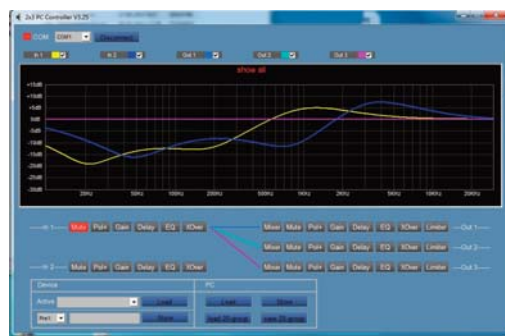 2x3 PC Controller V3.25
COM COM1 Disconnect
In 1 In 2 Out 1 Out 2 Out 3
show all
+15dB
+10dB
+5dB
0dB
-5dB
-10dB
-15dB
-20dB
-25dB
-30dB
20Hz 50Hz 100Hz 200Hz 500Hz 1KHz 2KHz 5KHz 10KHz 20KHz
In 1 Mute Pol+ Gain Delay EQ XOver Mixer Mute Pol+ Gain Delay EQ XOver Limiter Out 1
Mixer Mute Pol+ Gain Delay EQ XOver Limiter Out 2
In 2 Mute Pol+ Gain Delay EQ XOver Mixer Mute Pol+ Gain Delay EQ XOver Limiter Out 3
Device PC
Active Load Load Store
Store load 20 group save 20 group